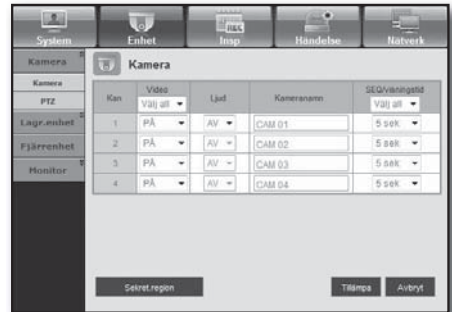 System Enhet Insp Händelse Nätverk
Kamera
Kamera
PTZ
Lagr.enhet
Fjärrenhet
Monitor
Kamera
Kan Video Ljud Kameranamn SEQ/visningstid
Välj all Välj all
1 PÅ AV CAM 01 5 sek
2 PÅ AV CAM 02 5 sek
3 PÅ AV CAM 03 5 sek
4 PÅ AV CAM 04 5 sek
Sekret.region Tillämpa Avbryt